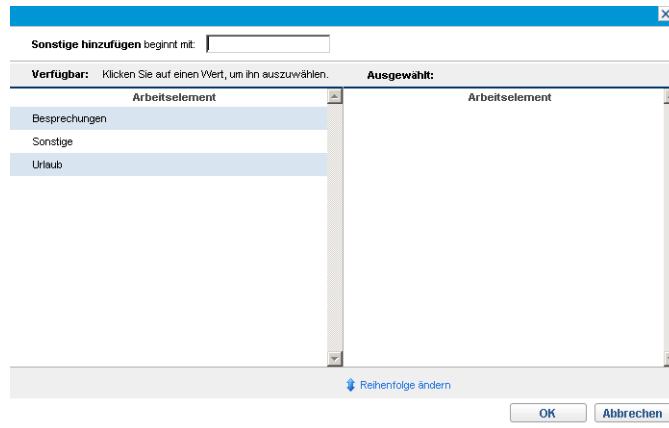 Sonstige hinzufügen beginnt mit:
Verfügbar: Klicken Sie auf einen Wert, um ihn auszuwählen. Ausgewählt:
Arbeitselement Arbeitselement
Besprechungen
Sonstige
Urlaub
Reihenfolge ändern
OK Abbrechen